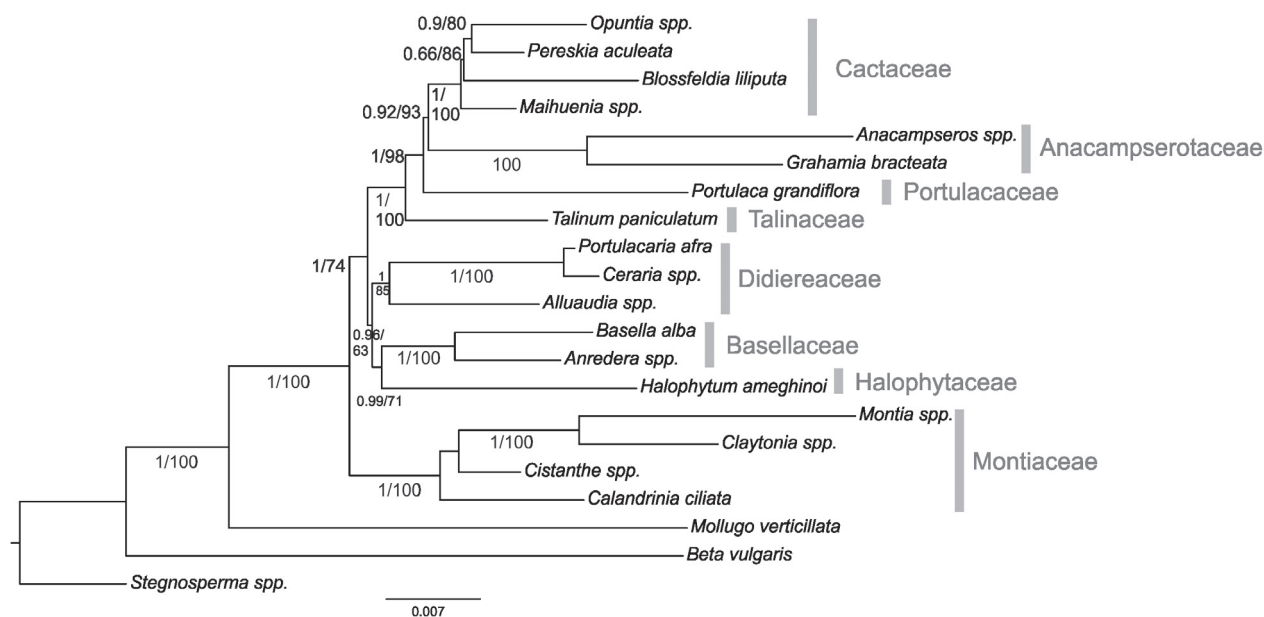 0.9/80
Opuntia spp.
0.66/86
Pereskia aculeata
Blossfeldia liliputa
Cactaceae
1/
100
Maihuenia spp.
0.92/93
Anacampseros spp.
Anacampserotaceae
1/98
100
Grahamia bracteata
1/
100
Portulaca grandiflora
Portulacaceae
Talinum paniculatum
Talinaceae
1/74
Portulacaria afra
1
85
1/100
Ceraria spp.
Didiereaceae
Alluaudia spp.
0.96/
63
Basella alba
1/100
Anredera spp.
Basellaceae
1/100
Halophytum ameghinoi
Halophytaceae
0.99/71
Montia spp.
1/100
Claytonia spp.
1/100
Cistanthe spp.
Montiaceae
1/100
Calandrinia ciliata
Mollugo verticillata
Beta vulgaris
Stegnosperma spp.
0.007